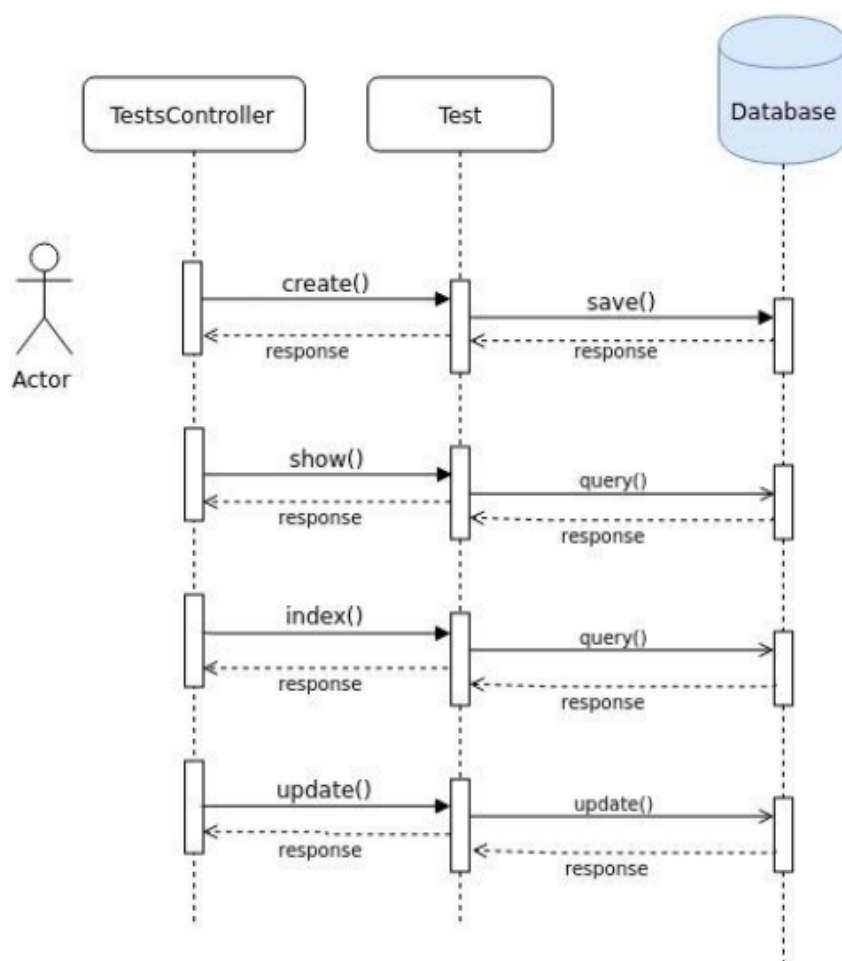 TestsController
Test
Database
Actor
create()
save()
response
response
show()
query()
response
response
index()
query()
response
response
update()
update()
response
response